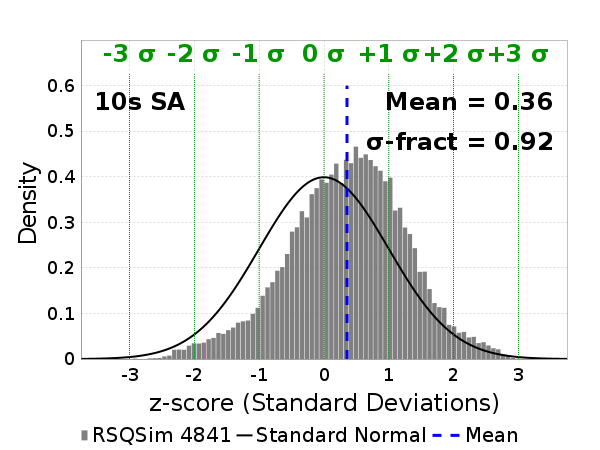 -3 σ -2 σ -1 σ 0 σ +1 σ +2 σ +3 σ
10s SA
Mean = 0.36
σ-fract = 0.92
0.6
0.5
0.4
0.3
0.2
0.1
0
Density
-3 -2 -1 0 1 2 3
z-score (Standard Deviations)
RSQSim 4841 Standard Normal Mean